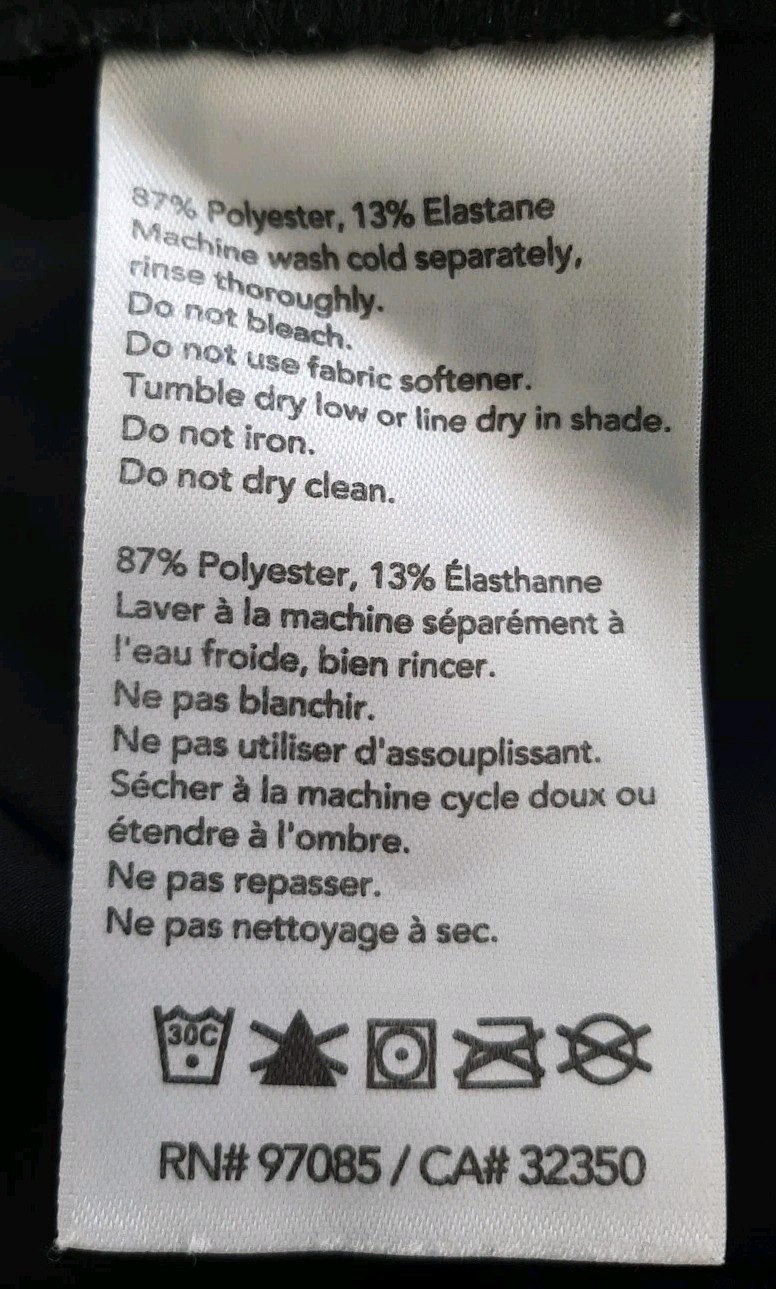 87% Polyester, 13% Elastane
Machine wash cold separately,
rinse thoroughly.
Do not bleach.
Do not use fabric softener.
Tumble dry low or line dry in shade.
Do not iron.
Do not dry clean.
87% Polyester, 13% Élasthanne
Laver à la machine séparément à
l'eau froide, bien rincer.
Ne pas blanchir.
Ne pas utiliser d'assouplissant.
Sécher à la machine cycle doux ou
étendre à l'ombre.
Ne pas repasser.
Ne pas nettoyage à sec.
30C
RN# 97085 / CA# 32350